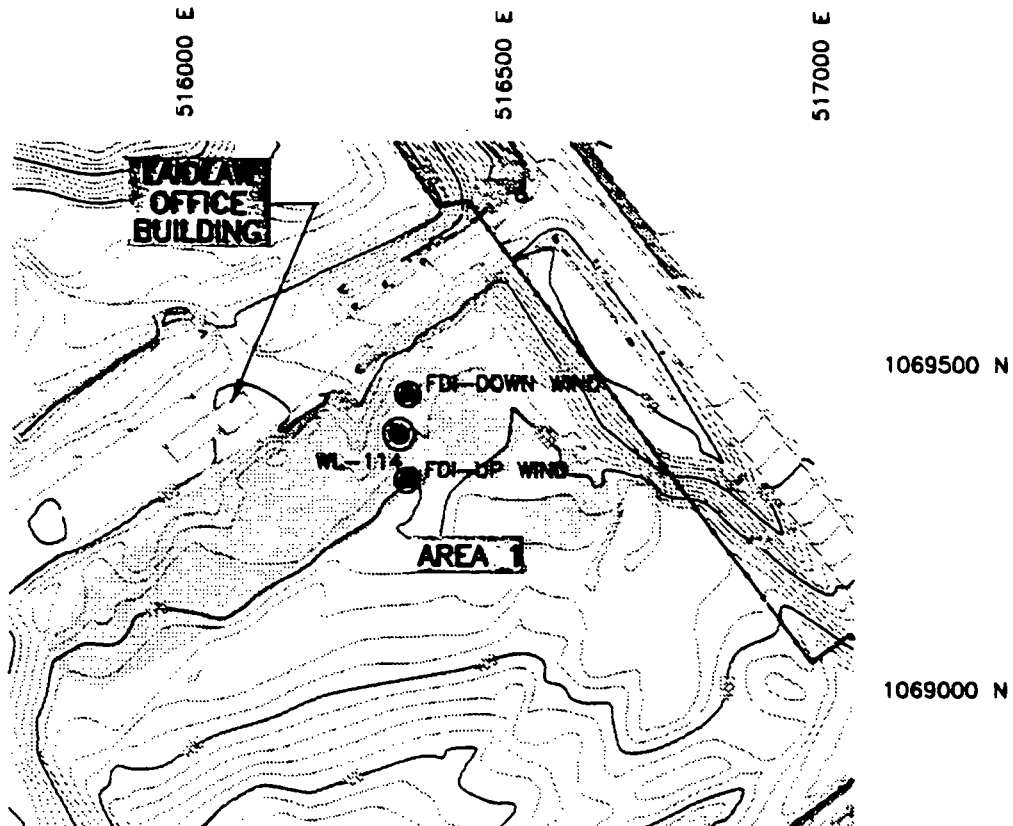 516000 E
516500 E
517000 E
LAIDLAW
OFFICE
BUILDING
1069500 N
FDI-DOWN WIND
WL-114
FDI-UP WIND
AREA 1
1069000 N